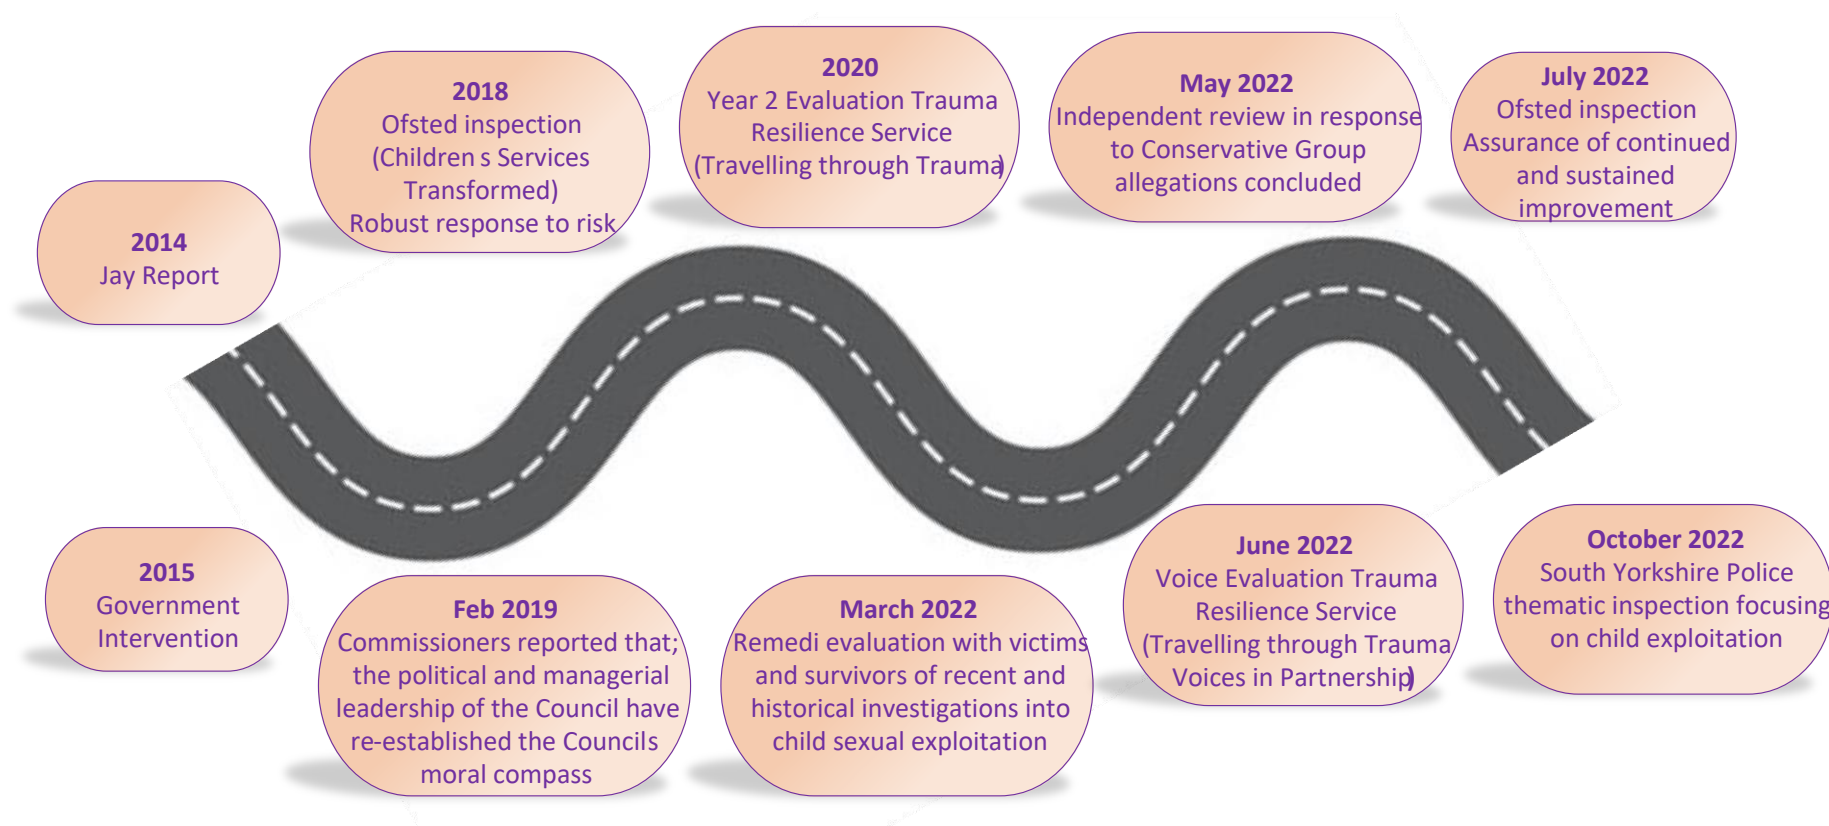 2014
Jay Report
2018
Ofsted inspection
(Children s Services
Transformed)
Robust response to risk
2020
Year 2 Evaluation Trauma
Resilience Service
(Travelling through Trauma)
May 2022
Independent review in response
to Conservative Group
allegations concluded
July 2022
Ofsted inspection
Assurance of continued
and sustained
improvement
2015
Government
Intervention
Feb 2019
Commissioners reported that;
the political and managerial
leadership of the Council have
re-established the Councils
moral compass
March 2022
Remedi evaluation with victims
and survivors of recent and
historical investigations into
child sexual exploitation
June 2022
Voice Evaluation Trauma
Resilience Service
(Travelling through Trauma
Voices in Partnership)
October 2022
South Yorkshire Police
thematic inspection focusing
on child exploitation